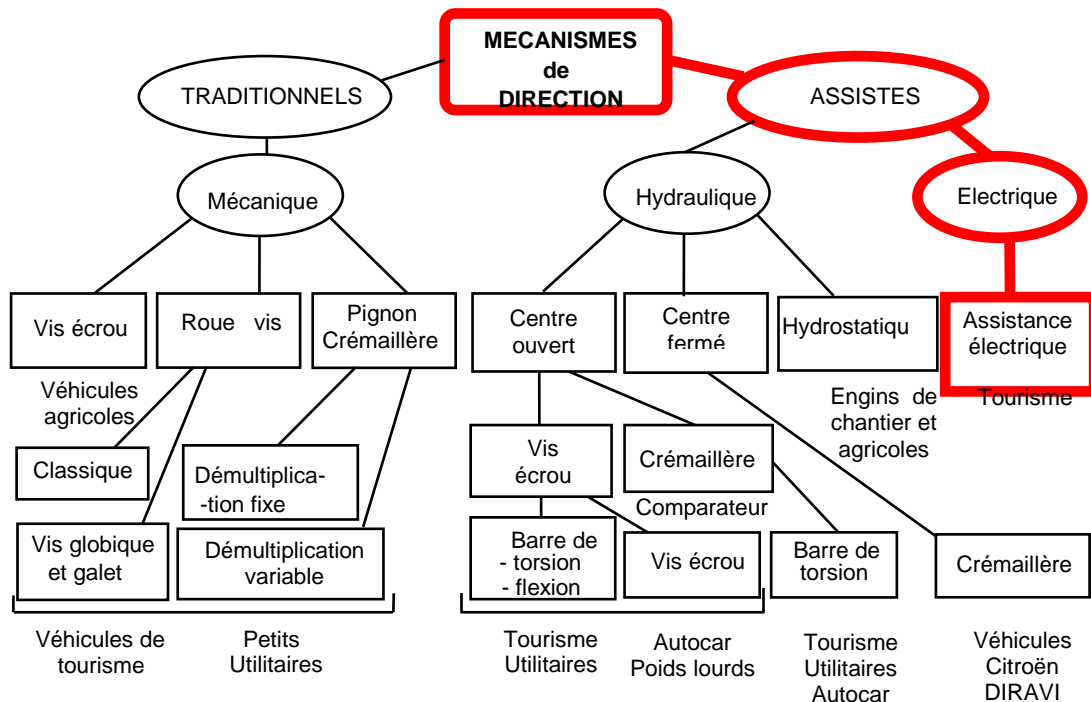 MECANISMES
de
DIRECTION
TRADITIONNELS
ASSISTES
Mécanique
Hydraulique
Electrique
Vis écrou
Roue vis
Pignon
Crémaillère
Centre
ouvert
Centre
fermé
Hydrostatiqu
Assistance
électrique
Véhicules
agricoles
Engins de
chantier et
agricoles
Tourisme
Classique
Démultiplica-
-tion fixe
Vis
écrou
Crémaillère
Comparateur
Vis globique
et galet
Démultiplication
variable
Barre de
- torsion
- flexion
Vis écrou
Barre de
torsion
Crémaillère
Véhicules de
tourisme
Petits
Utilitaires
Tourisme
Utilitaires
Autocar
Poids lourds
Tourisme
Utilitaires
Autocar
Véhicules
Citroën
DIRAVI